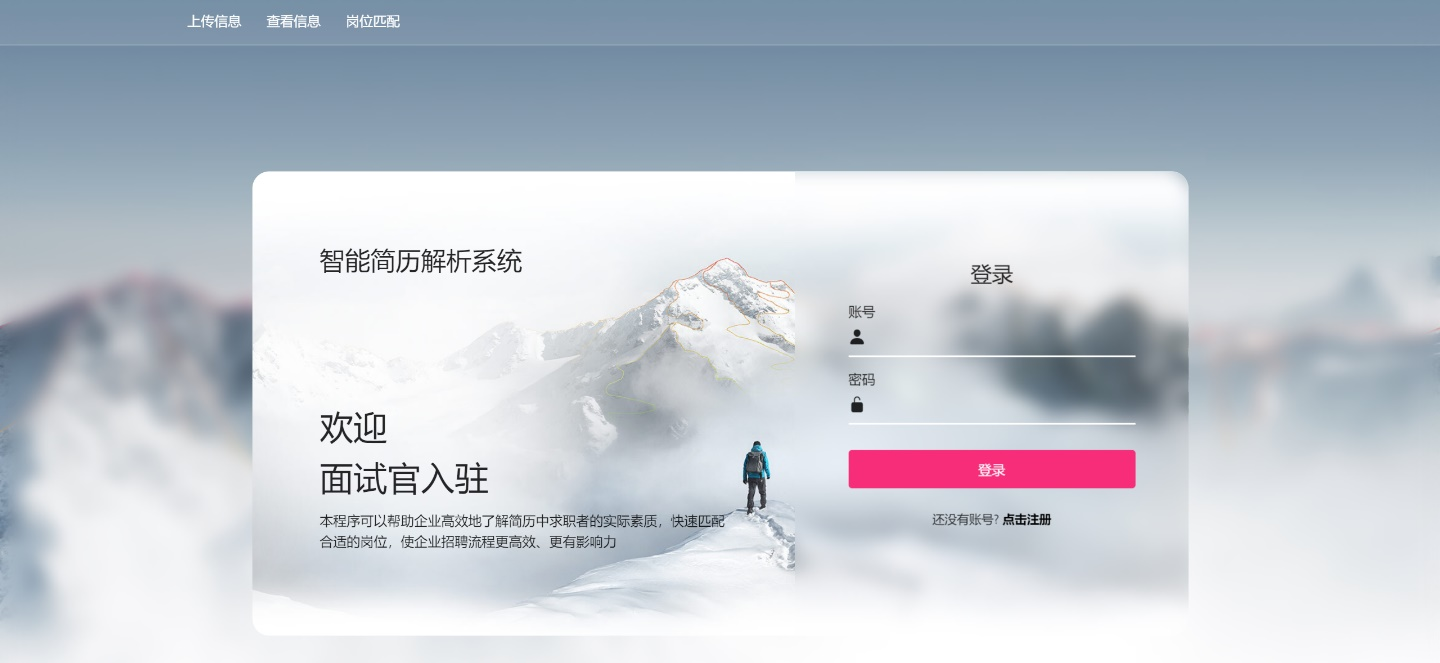 上传信息 查看信息 岗位匹配
智能简历解析系统
欢迎
面试官入驻
本程序可以帮助企业高效地了解简历中求职者的实际素质，快速匹配
合适的岗位，使企业招聘流程更高效、更有影响力
登录
账号
密码
登录
还没有账号? 点击注册